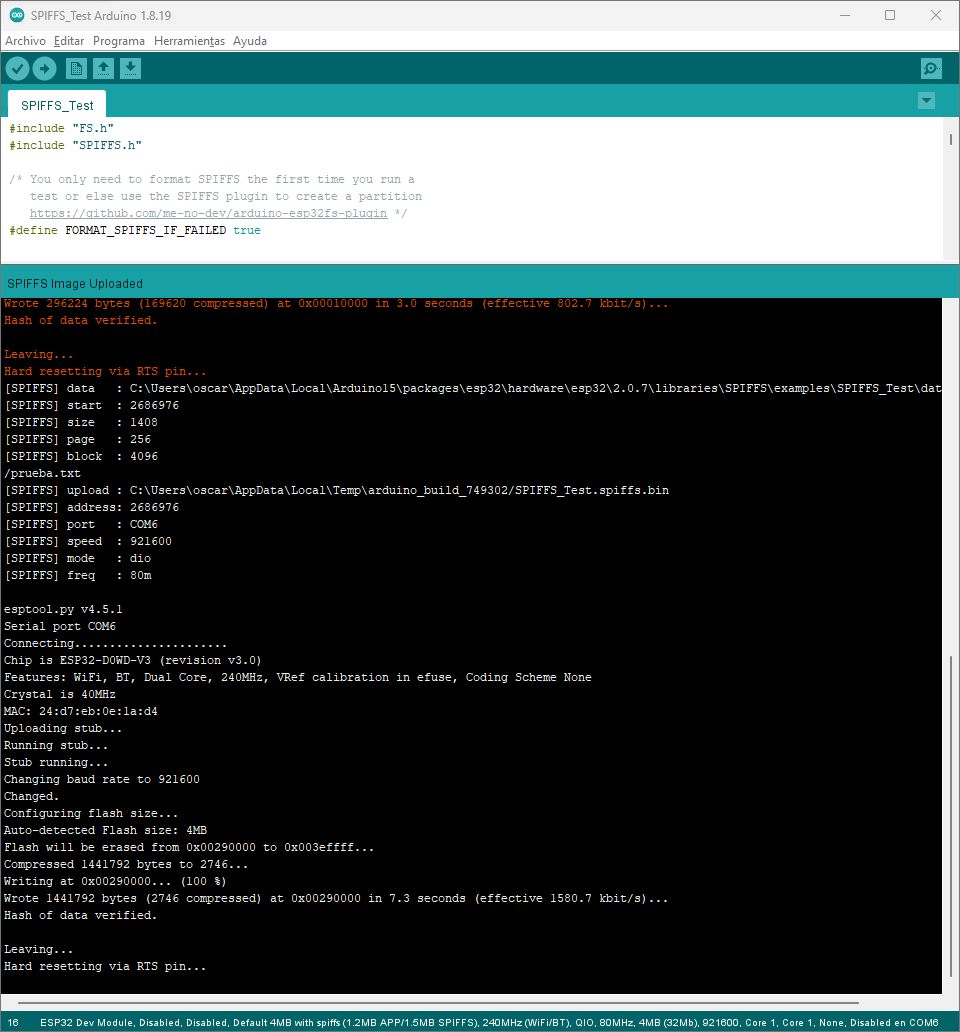 SPIFFS_Test Arduino 1.8.19
Archivo Editar Programa Herramientas Ayuda
SPIFFS_Test
#include "FS.h"
#include "SPIFFS.h"
/* You only need to format SPIFFS the first time you run a
test or else use the SPIFFS plugin to create a partition
https://github.com/me-no-dev/arduino-esp32fs-plugin */
#define FORMAT_SPIFFS_IF_FAILED true
SPIFFS Image Uploaded
Wrote 296224 bytes (169620 compressed) at 0x00010000 in 3.0 seconds (effective 802.7 kbit/s)...
Hash of data verified.
Leaving...
Hard resetting via RTS pin...
[SPIFFS] data   : C:\Users\oscar\AppData\Local\Arduino15\packages\esp32\hardware\esp32\2.0.7\libraries\SPIFFS\examples\SPIFFS_Test\dat
[SPIFFS] start  : 2686976
[SPIFFS] size   : 1408
[SPIFFS] page   : 256
[SPIFFS] block  : 4096
/prueba.txt
[SPIFFS] upload : C:\Users\oscar\AppData\Local\Temp\arduino_build_749302/SPIFFS_Test.spiffs.bin
[SPIFFS] address: 2686976
[SPIFFS] port   : COM6
[SPIFFS] speed  : 921600
[SPIFFS] mode   : dio
[SPIFFS] freq   : 80m
esptool.py v4.5.1
Serial port COM6
Connecting......................
Chip is ESP32-D0WD-V3 (revision v3.0)
Features: WiFi, BT, Dual Core, 240MHz, VRef calibration in efuse, Coding Scheme None
Crystal is 40MHz
MAC: 24:d7:eb:0e:1a:d4
Uploading stub...
Running stub...
Stub running...
Changing baud rate to 921600
Changed.
Configuring flash size...
Auto-detected Flash size: 4MB
Flash will be erased from 0x00290000 to 0x003effff...
Compressed 1441792 bytes to 2746...
Writing at 0x00290000... (100 %)
Wrote 1441792 bytes (2746 compressed) at 0x00290000 in 7.3 seconds (effective 1580.7 kbit/s)...
Hash of data verified.
Leaving...
Hard resetting via RTS pin...
16 ESP32 Dev Module, Disabled, Disabled, Default 4MB with spiffs (1.2MB APP/1.5MB SPIFFS), 240MHz (WiFi/BT), QIO, 80MHz, 4MB (32Mb), 921600, Core 1, Core 1, None, Disabled en COM6